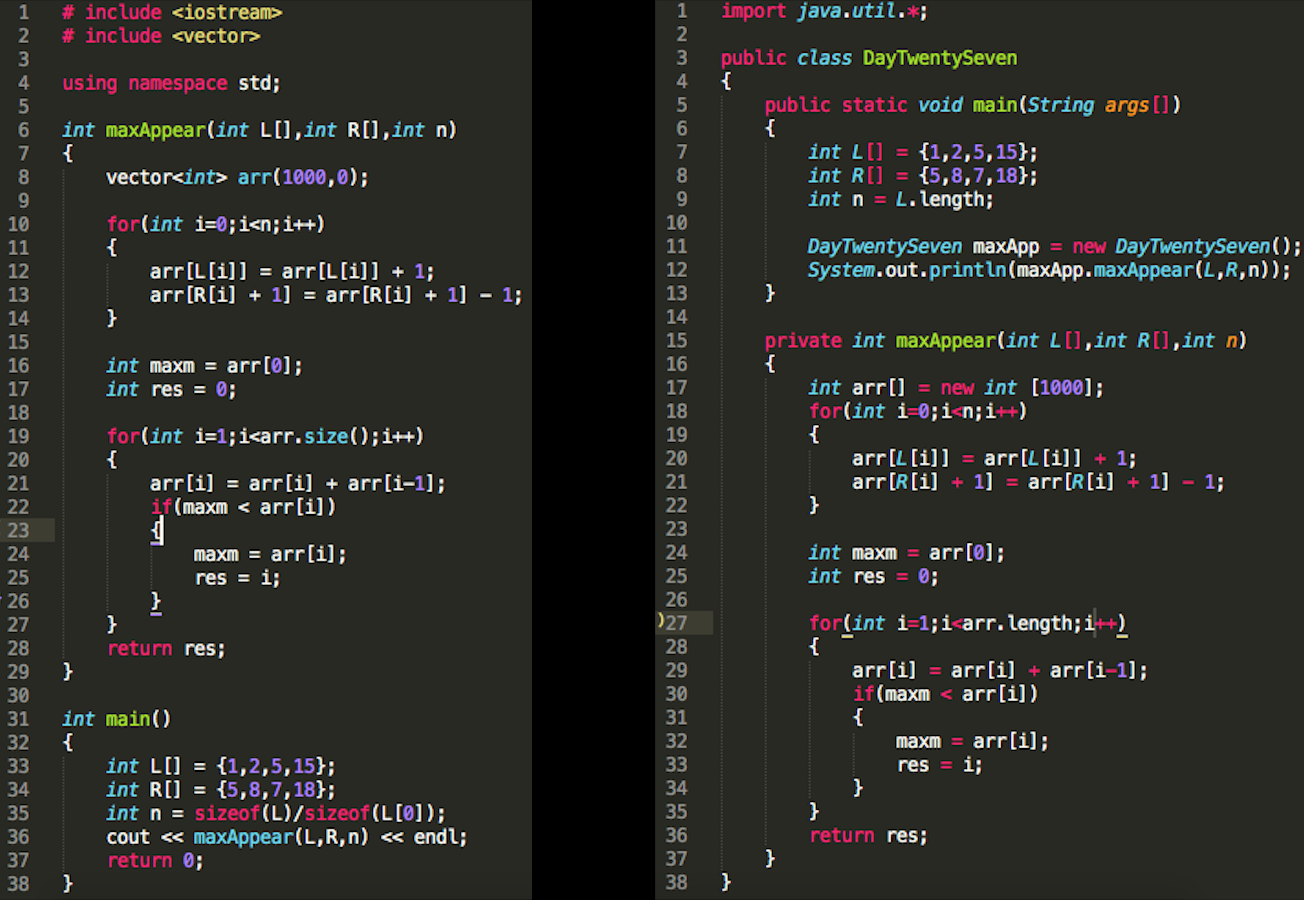 1 # include <iostream>
2 # include <vector>
3
4 using namespace std;
5
6 int maxAppear(int L[],int R[],int n)
7 {
8     vector<int> arr(1000,0);
9
10     for(int i=0;i<n;i++)
11     {
12         arr[L[i]] = arr[L[i]] + 1;
13         arr[R[i] + 1] = arr[R[i] + 1] - 1;
14     }
15
16     int maxm = arr[0];
17     int res = 0;
18
19     for(int i=1;i<arr.size();i++)
20     {
21         arr[i] = arr[i] + arr[i-1];
22         if(maxm < arr[i])
23         {
24             maxm = arr[i];
25             res = i;
26         }
27     }
28     return res;
29 }
30
31 int main()
32 {
33     int L[] = {1,2,5,15};
34     int R[] = {5,8,7,18};
35     int n = sizeof(L)/sizeof(L[0]);
36     cout << maxAppear(L,R,n) << endl;
37     return 0;
38 }
1 import java.util.*;
2
3 public class DayTwentySeven
4 {
5     public static void main(String args[])
6     {
7         int L[] = {1,2,5,15};
8         int R[] = {5,8,7,18};
9         int n = L.length;
10
11         DayTwentySeven maxApp = new DayTwentySeven();
12         System.out.println(maxApp.maxAppear(L,R,n));
13     }
14
15     private int maxAppear(int L[],int R[],int n)
16     {
17         int arr[] = new int [1000];
18         for(int i=0;i<n;i++)
19         {
20             arr[L[i]] = arr[L[i]] + 1;
21             arr[R[i] + 1] = arr[R[i] + 1] - 1;
22         }
23
24         int maxm = arr[0];
25         int res = 0;
26
27         for(int i=1;i<arr.length;i++)
28         {
29             arr[i] = arr[i] + arr[i-1];
30             if(maxm < arr[i])
31             {
32                 maxm = arr[i];
33                 res = i;
34             }
35         }
36         return res;
37     }
38 }